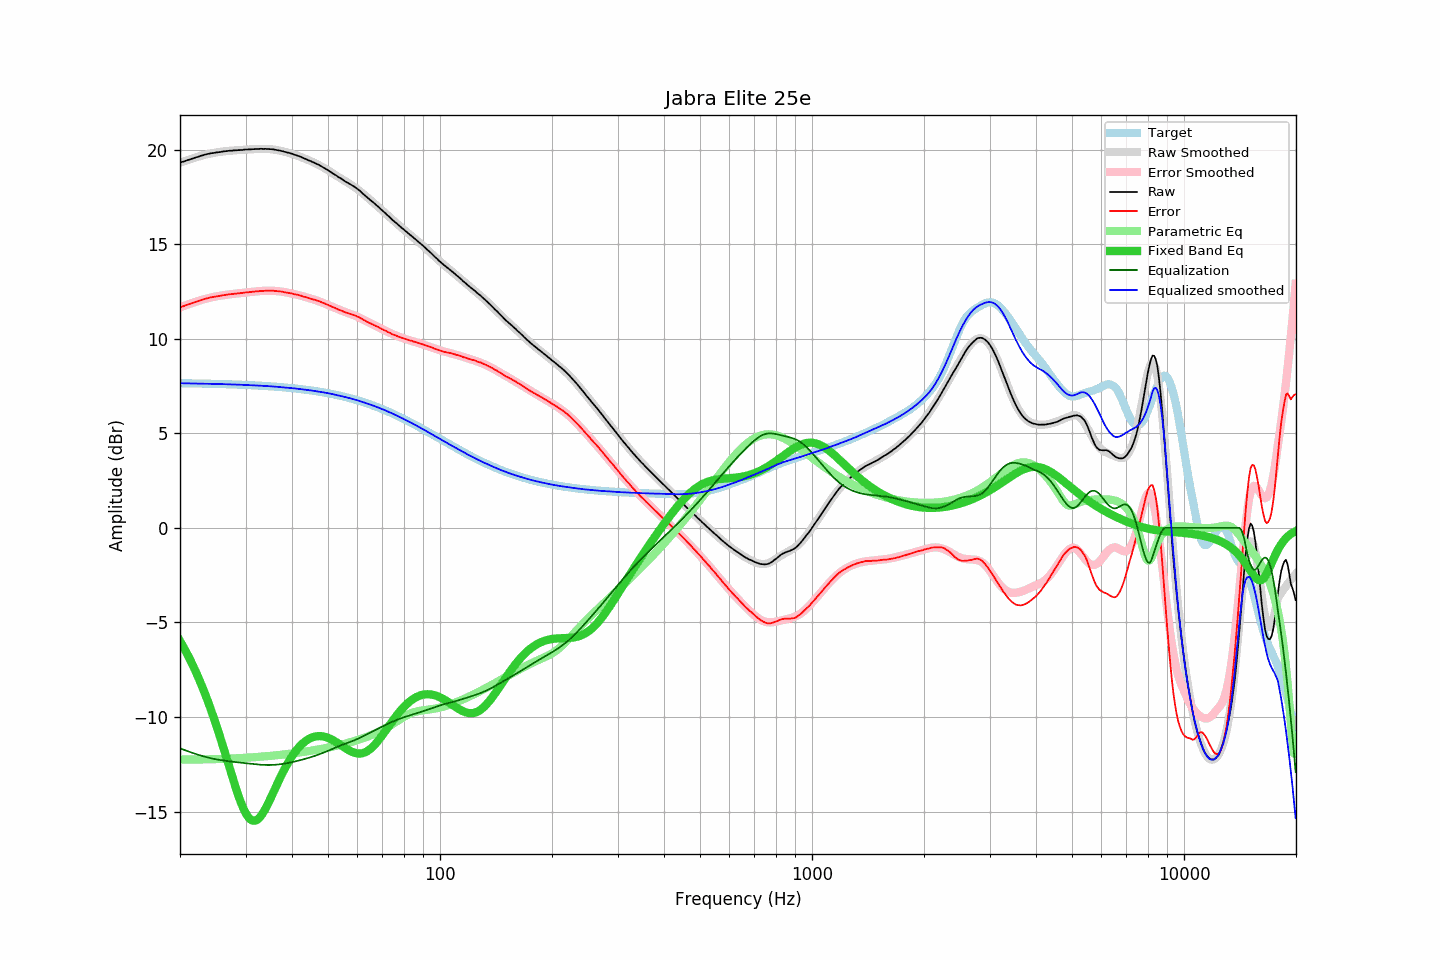 Jabra Elite 25e
Target
Raw Smoothed
Error Smoothed
Raw
Error
Parametric Eq
Fixed Band Eq
Equalization
Equalized smoothed
20
15
10
5
0
−5
−10
−15
Amplitude (dBr)
100 1000 10000
Frequency (Hz)